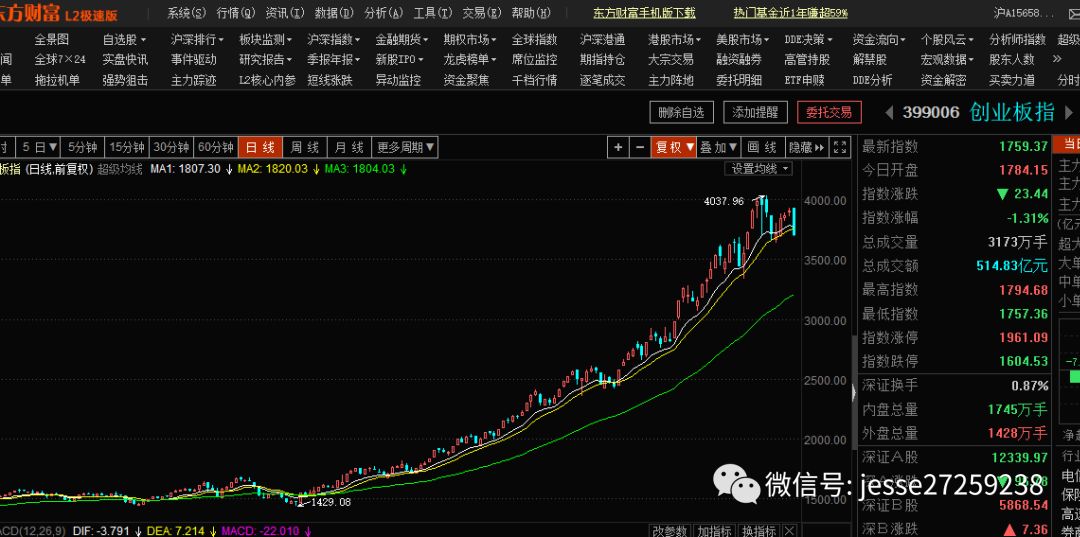 东方财富 L2极速版 系统(S) 行情(Q) 资讯(I) 数据(D) 分析(A) 工具(T) 交易(E) 帮助(H) 东方财富手机版下载 热门基金近1年赚超59% 沪A15658...
全景图 自选股 沪深排行 板块监测 沪深指数 金融期货 期权市场 全球指数 沪深港通 港股市场 美股市场 DDE决策 资金流向 个股风云 分析师指数 超级
闻 全球7×24 实盘快讯 事件驱动 研究报告 季报年报 新股IPO 龙虎榜单 席位监控 期指持仓 大宗交易 融资融券 高管持股 解禁股 宏观数据 股东人数 »
单 拖拉机单 强势狙击 主力踪迹 L2核心内参 短线涨跌 异动监控 资金聚焦 千档行情 逐笔成交 主力阵地 委托明细 ETF申赎 DDE分析 资金解密 买卖力道 分时
删除自选 添加提醒 委托交易 399006 创业板指
时 5日 5分钟 15分钟 30分钟 60分钟 日线 周线 月线 更多周期 + − 复权 叠加 画线 隐藏
板指 (日线,前复权) 超级均线 MA1: 1807.30 ↓ MA2: 1820.03 ↓ MA3: 1804.03 ↓
设置均线
4037.96
4000.00
3500.00
3000.00
2500.00
2000.00
1500.00
1429.08
MACD(12,26,9) DIF: -3.791 ↓ DEA: 7.214 ↓ MACD: -22.010 ↓
改参数 加指标 换指标
最新指数 1759.37
今日开盘 1784.15
指数涨跌 ▼ 23.44
指数涨幅 -1.31%
总成交量 3173万手
总成交额 514.83亿元
最高指数 1794.68
最低指数 1757.36
指数涨停 1961.09
指数跌停 1604.53
深证换手 0.87%
内盘总量 1745万手
外盘总量 1428万手
深证A股 12339.97
深证B股 5868.54
深B涨跌 ▲ 7.36
当日
主力
主力
主力
(亿元
超大
大单
中单
小单
净超
行业
电信
保险
高速
券商
微信号: jesse27259238